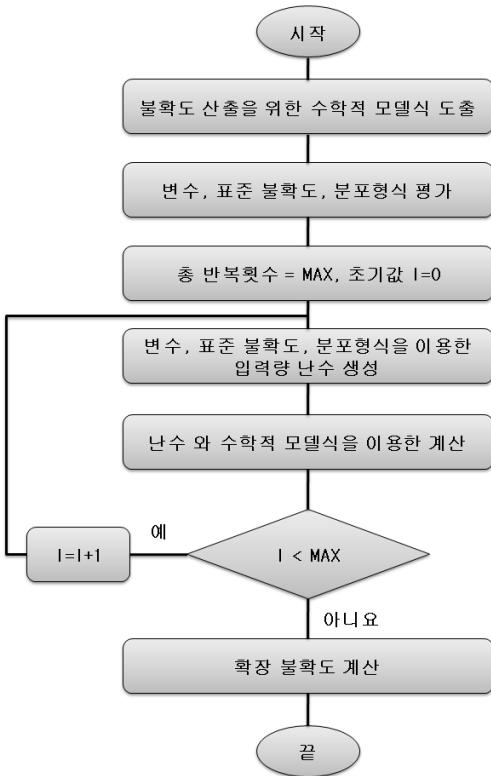 시작
불확도 산출을 위한 수학적 모델식 도출
변수, 표준 불확도, 분포형식 평가
총 반복횟수 = MAX, 초기값 I=0
변수, 표준 불확도, 분포형식을 이용한
입력량 난수 생성
난수 와 수학적 모델식을 이용한 계산
I < MAX
예
I=I+1
아니요
확장 불확도 계산
끝